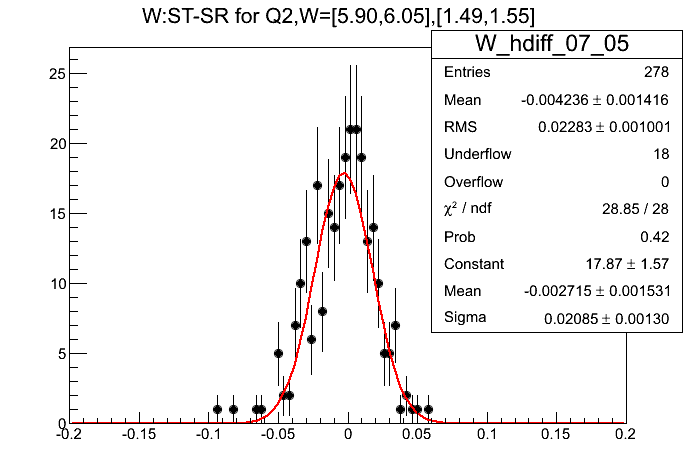 W:ST-SR for Q2,W=[5.90,6.05],[1.49,1.55]
W_hdiff_07_05
Entries 278
Mean -0.004236 ± 0.001416
RMS 0.02283 ± 0.001001
Underflow 18
Overflow 0
χ² / ndf 28.85 / 28
Prob 0.42
Constant 17.87 ± 1.57
Mean -0.002715 ± 0.001531
Sigma 0.02085 ± 0.00130
25
20
15
10
5
0
-0.2 -0.15 -0.1 -0.05 0 0.05 0.1 0.15 0.2